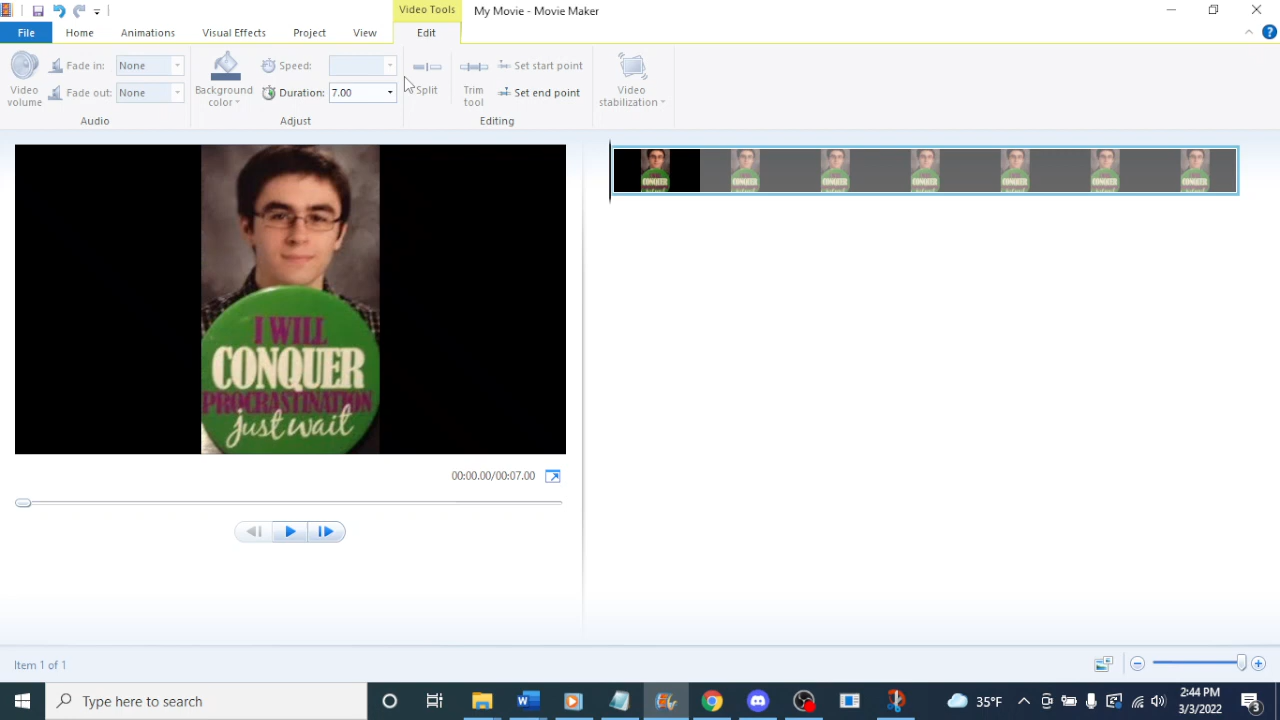 Video Tools
My Movie - Movie Maker
File
Home
Animations
Visual Effects
Project
View
Edit
Video volume
Fade in: None
Fade out: None
Audio
Background color
Speed:
Duration: 7.00
Adjust
Split
Trim tool
Set start point
Set end point
Editing
Video stabilization
I WILL
CONQUER
PROCRASTINATION
just wait
00:00.00/00:07.00
Item 1 of 1
Type here to search
35°F
2:44 PM
3/3/2022
3